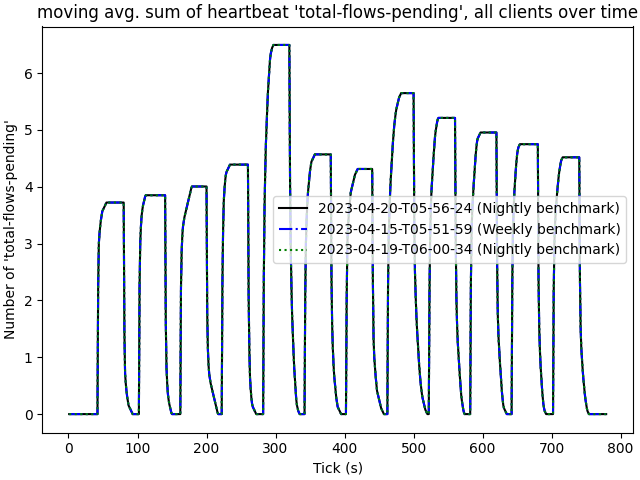 moving avg. sum of heartbeat 'total-flows-pending', all clients over time
Number of 'total-flows-pending'
6
5
4
3
2
1
0
2023-04-20-T05-56-24 (Nightly benchmark)
2023-04-15-T05-51-59 (Weekly benchmark)
2023-04-19-T06-00-34 (Nightly benchmark)
0 100 200 300 400 500 600 700 800
Tick (s)